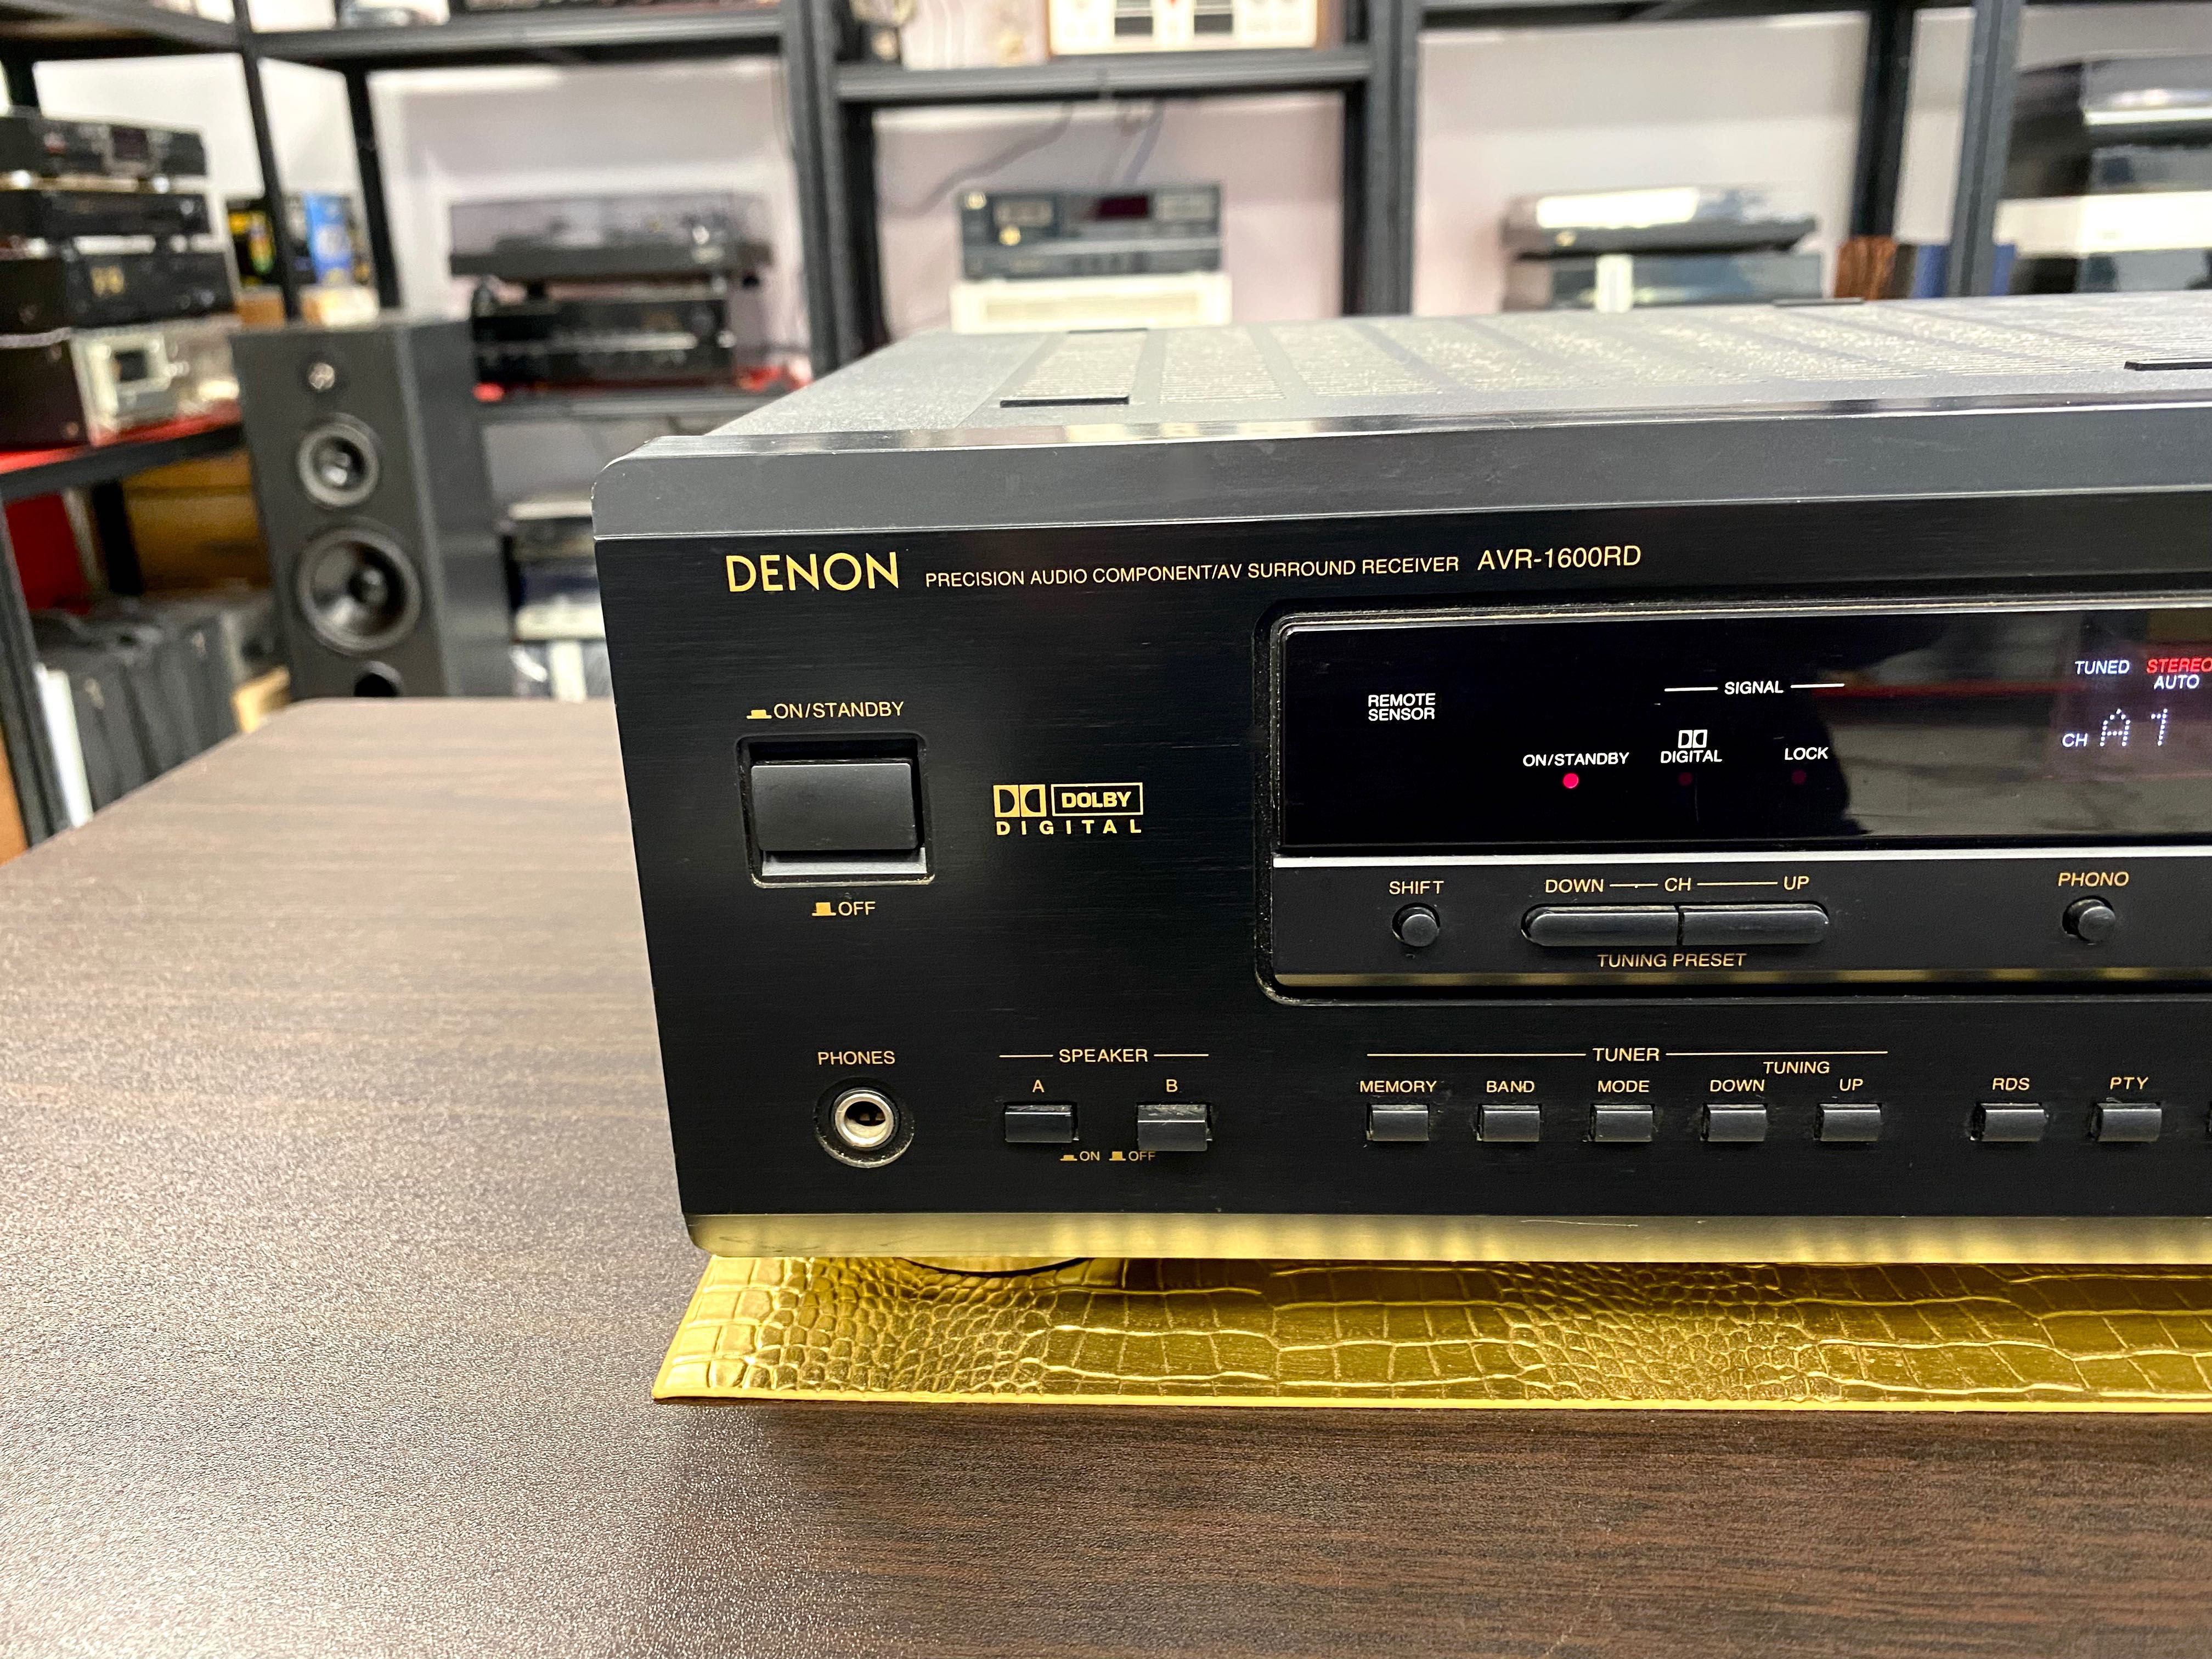 DENON PRECISION AUDIO COMPONENT/AV SURROUND RECEIVER AVR-1600RD
ON/STANDBY
OFF
DOLBY
DIGITAL
REMOTE
SENSOR
SIGNAL
ON/STANDBY
DIGITAL
LOCK
TUNED STEREO
AUTO
CH A1
SHIFT
DOWN CH UP
TUNING PRESET
PHONO
PHONES
SPEAKER
A B
ON OFF
TUNER
TUNING
MEMORY BAND MODE DOWN UP
RDS PTY